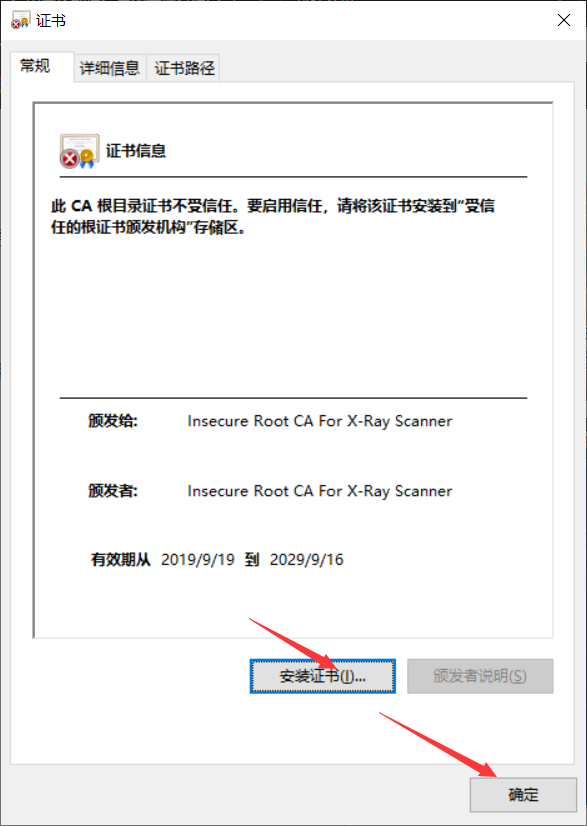 证书
常规
详细信息
证书路径
证书信息
此 CA 根目录证书不受信任。要启用信任，请将该证书安装到“受信
任的根证书颁发机构”存储区。
颁发给: Insecure Root CA For X-Ray Scanner
颁发者: Insecure Root CA For X-Ray Scanner
有效期从 2019/9/19 到 2029/9/16
安装证书(I)... 颁发者说明(S)
确定